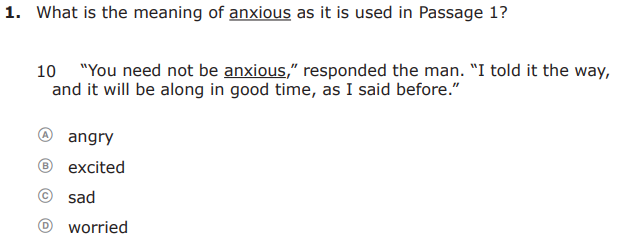 1. What is the meaning of anxious as it is used in Passage 1?
10 “You need not be anxious,” responded the man. “I told it the way,
and it will be along in good time, as I said before.”
A angry
B excited
C sad
D worried